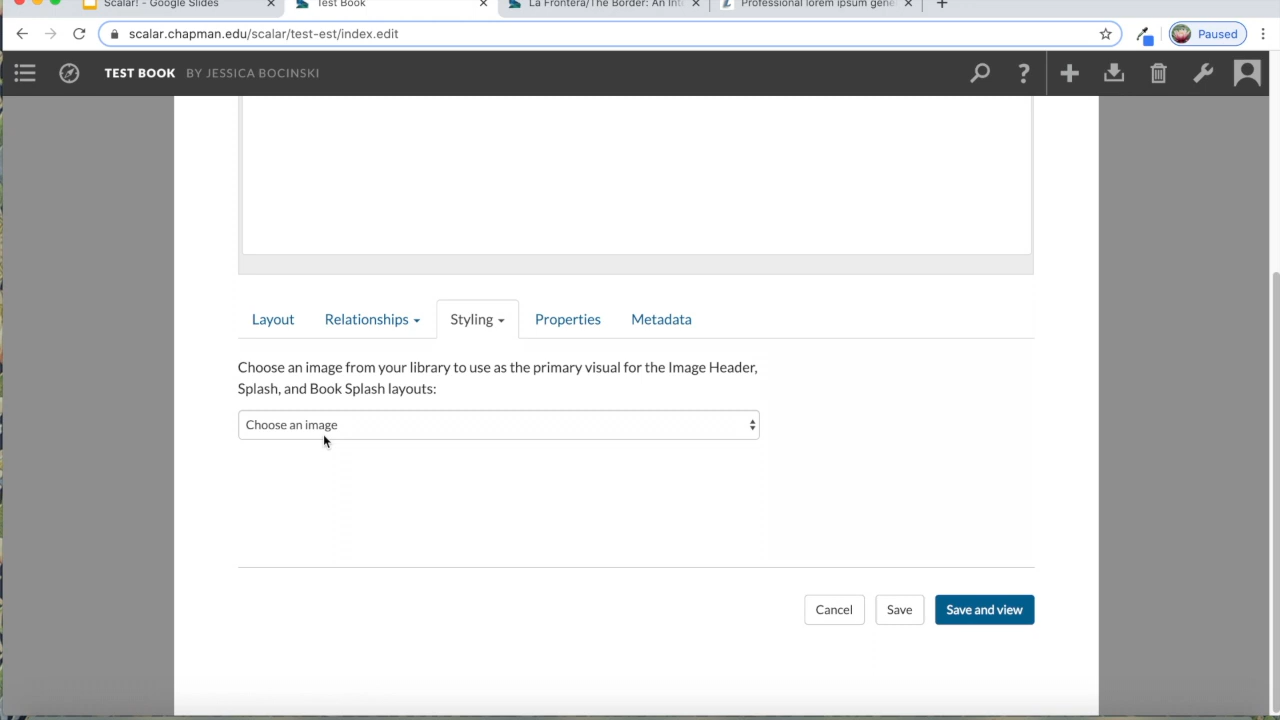 Scalar! - Google Slides
Test Book
La Frontera/The Border: An Int
Professional lorem ipsum gene
scalar.chapman.edu/scalar/test-est/index.edit
Paused
TEST BOOK BY JESSICA BOCINSKI
Layout Relationships Styling Properties Metadata
Choose an image from your library to use as the primary visual for the Image Header,
Splash, and Book Splash layouts:
Choose an image
Cancel Save Save and view